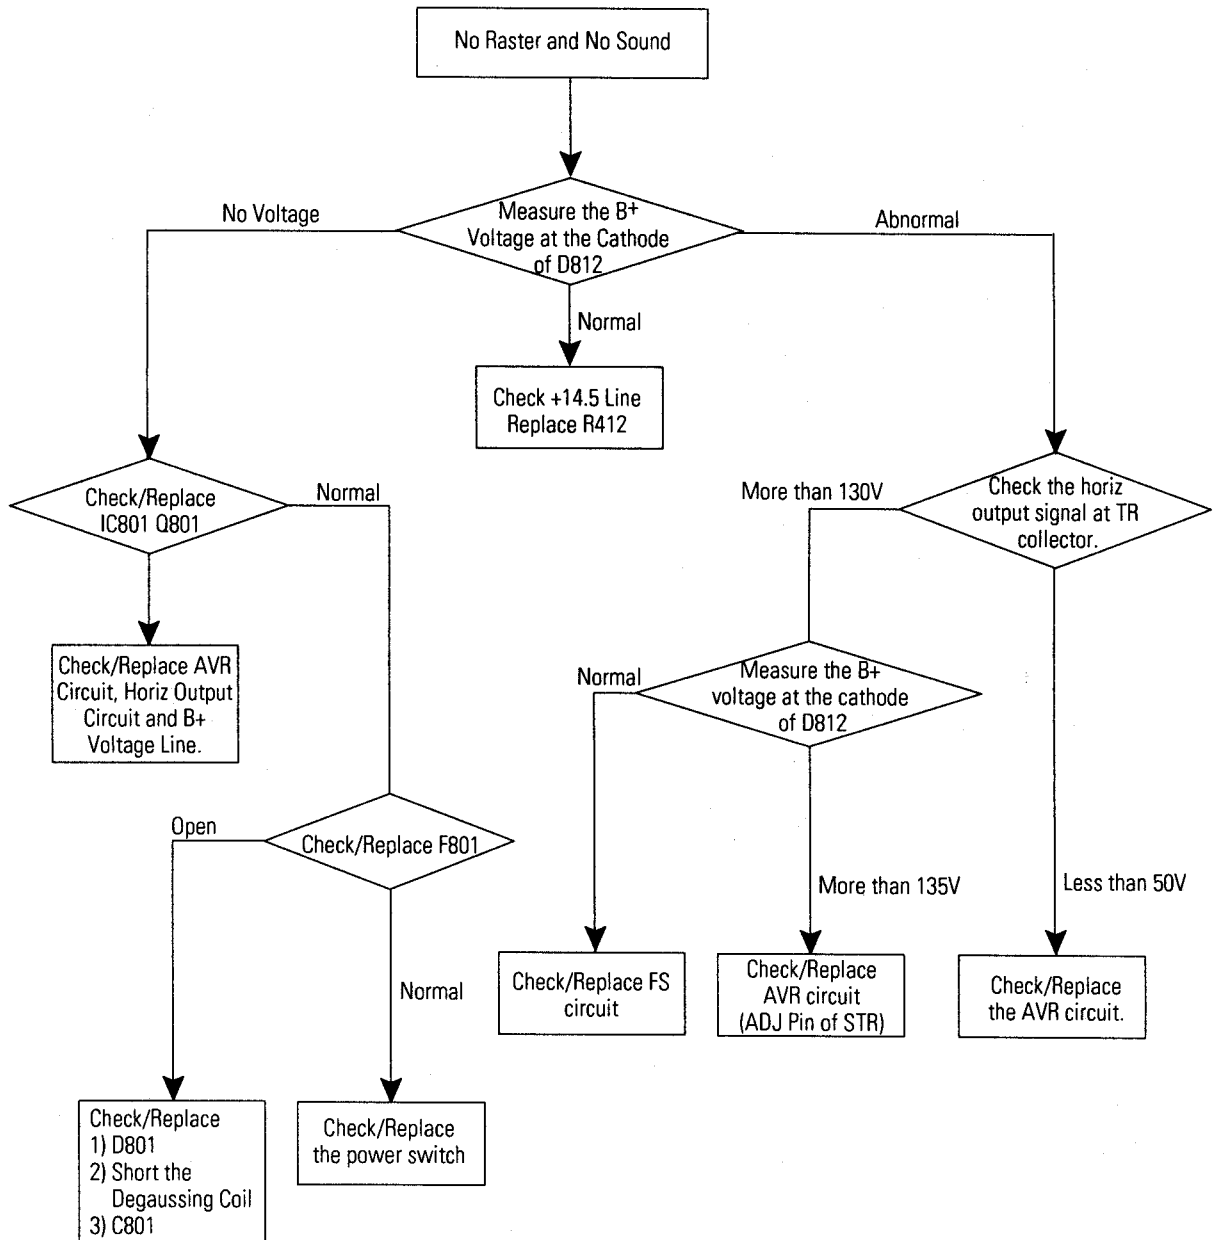 No Raster and No Sound
No Voltage
Measure the B+
Voltage at the Cathode
of D812
Abnormal
Normal
Check +14.5 Line
Replace R412
Check/Replace
IC801 Q801
Normal
More than 130V
Check the horiz
output signal at TR
collector.
Check/Replace AVR
Circuit, Horiz Output
Circuit and B+
Voltage Line.
Normal
Measure the B+
voltage at the cathode
of D812
Open
Check/Replace F801
More than 135V
Less than 50V
Normal
Check/Replace FS
circuit
Check/Replace
AVR circuit
(ADJ Pin of STR)
Check/Replace
the AVR circuit.
Check/Replace
1) D801
2) Short the
Degaussing Coil
3) C801
Check/Replace
the power switch